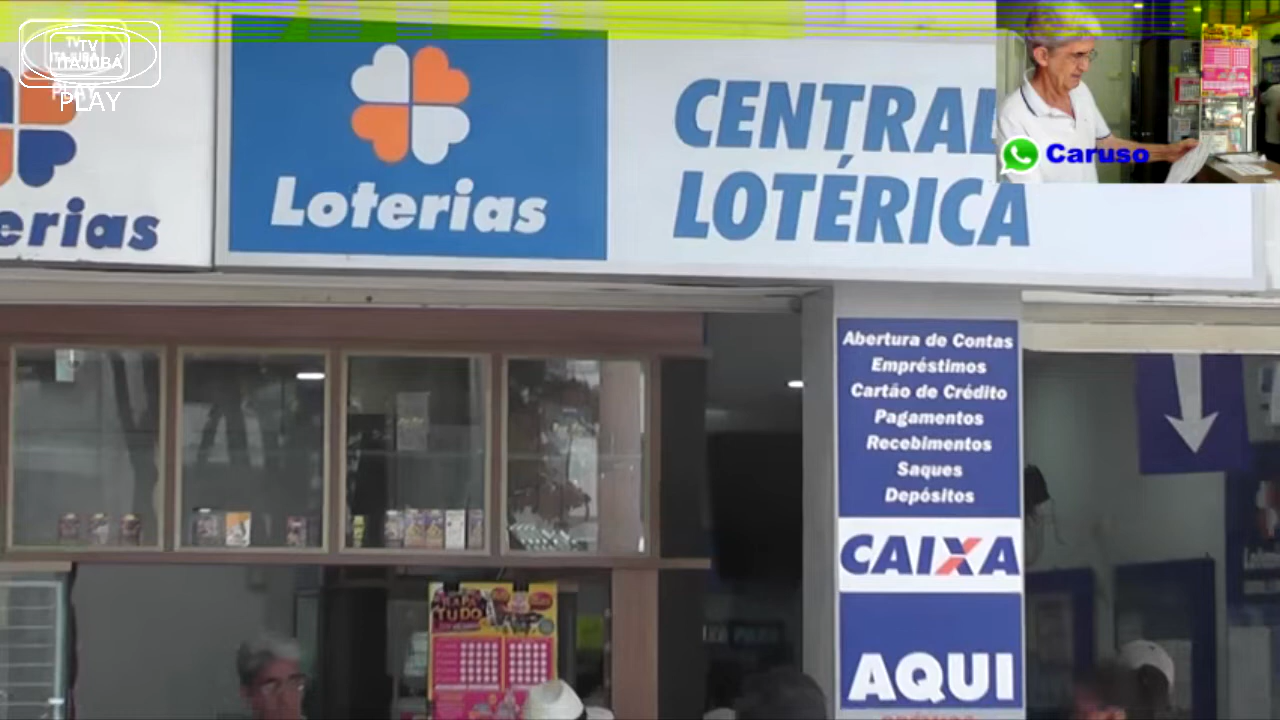 TV
ITAJUBÁ
PLAY
erias
Loterias
CENTRAL
LOTÉRICA
Caruso
Abertura de Contas
Empréstimos
Cartão de Crédito
Pagamentos
Recebimentos
Saques
Depósitos
CAIXA
AQUI
TUDO